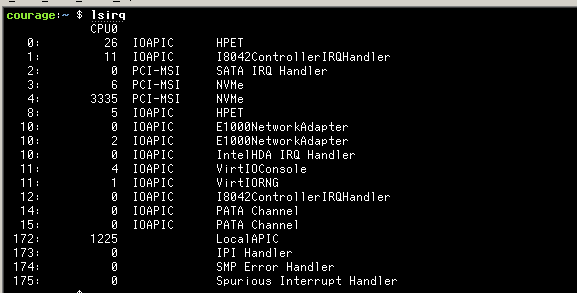 courage:~ $ lsirq
CPU0
0: 26 IOAPIC HPET
1: 11 IOAPIC I8042ControllerIRQHandler
2: 0 PCI-MSI SATA IRQ Handler
3: 6 PCI-MSI NVMe
4: 3335 PCI-MSI NVMe
8: 5 IOAPIC HPET
10: 0 IOAPIC E1000NetworkAdapter
10: 2 IOAPIC E1000NetworkAdapter
10: 0 IOAPIC IntelHDA IRQ Handler
11: 4 IOAPIC VirtIOConsole
11: 1 IOAPIC VirtIORNG
12: 0 IOAPIC I8042ControllerIRQHandler
14: 0 IOAPIC PATA Channel
15: 0 IOAPIC PATA Channel
172: 1225 LocalAPIC
173: 0 IPI Handler
174: 0 SMP Error Handler
175: 0 Spurious Interrupt Handler